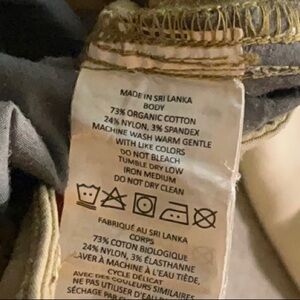 MADE IN SRI LANKA
BODY
73% ORGANIC COTTON
24% NYLON, 3% SPANDEX
MACHINE WASH WARM GENTLE
WITH LIKE COLORS
DO NOT BLEACH
TUMBLE DRY LOW
IRON MEDIUM
DO NOT DRY CLEAN
FABRIQUÉ AU SRI LANKA
CORPS
73% COTON BIOLOGIQUE
24% NYLON, 3% ÉLASTHANNE
LAVER À MACHINE À L'EAU TIÈDE,
CYCLE DÉLICAT
AVEC DES COULEURS SIMILAIRES
NE PAS UTILISER D'EAU DE